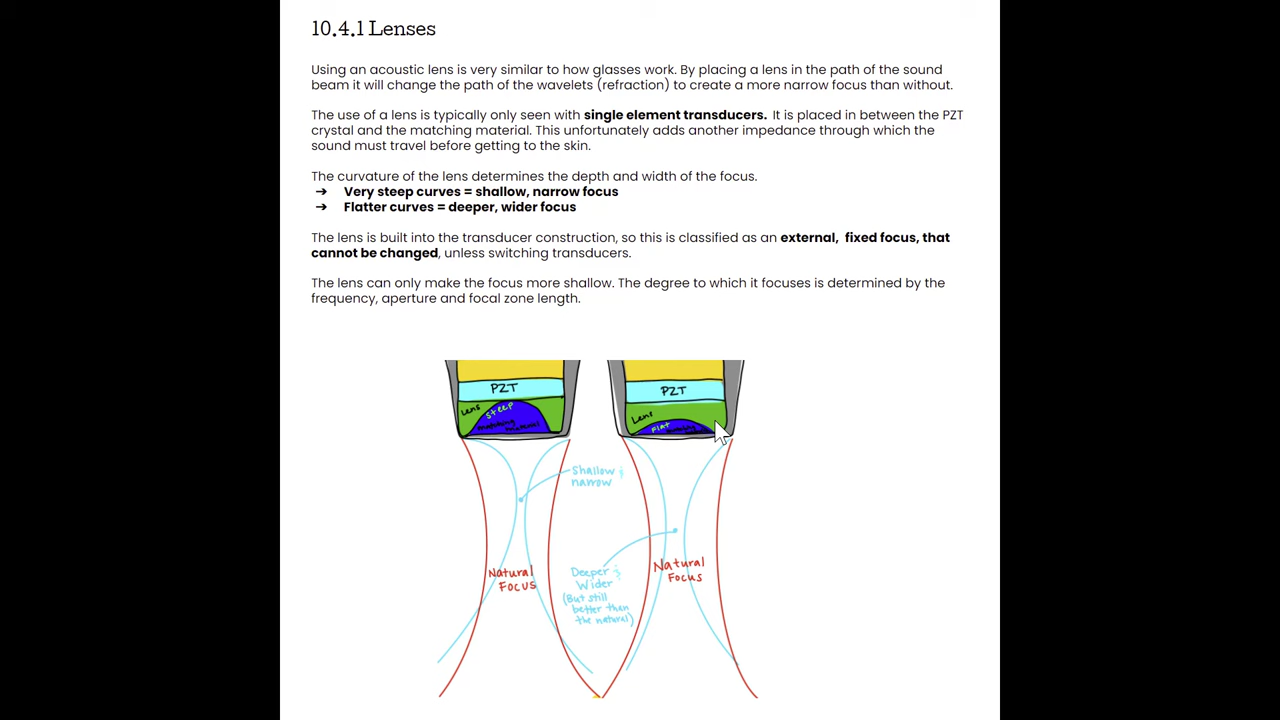 10.4.1 Lenses
Using an acoustic lens is very similar to how glasses work. By placing a lens in the path of the sound
beam it will change the path of the wavelets (refraction) to create a more narrow focus than without.
The use of a lens is typically only seen with single element transducers. It is placed in between the PZT
crystal and the matching material. This unfortunately adds another impedance through which the
sound must travel before getting to the skin.
The curvature of the lens determines the depth and width of the focus.
➔ Very steep curves = shallow, narrow focus
➔ Flatter curves = deeper, wider focus
The lens is built into the transducer construction, so this is classified as an external, fixed focus, that
cannot be changed, unless switching transducers.
The lens can only make the focus more shallow. The degree to which it focuses is determined by the
frequency, aperture and focal zone length.
PZT
Lens
steep
matching
material
PZT
Lens
flat
Shallow &
narrow
Natural
Focus
Deeper &
Wider
(But still
better than
the natural)
Natural
Focus